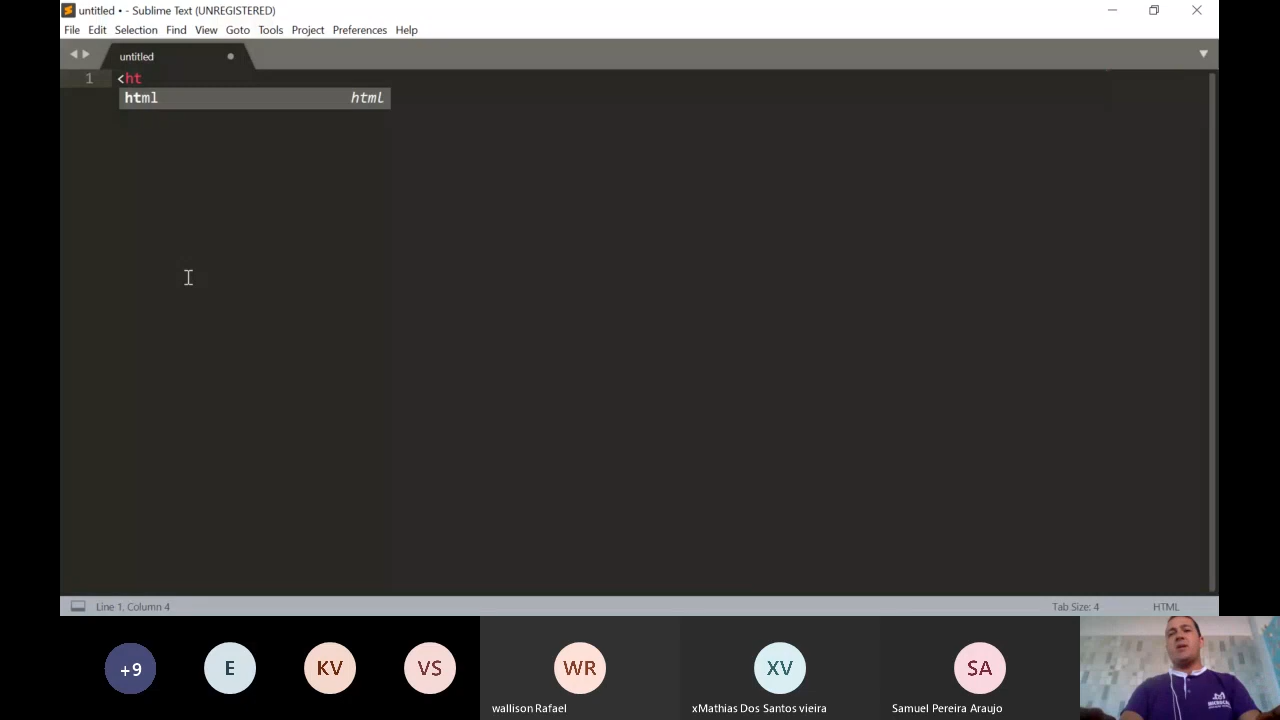 untitled • - Sublime Text (UNREGISTERED)
File Edit Selection Find View Goto Tools Project Preferences Help
untitled
1 <ht
html html
Line 1, Column 4 Tab Size: 4 HTML
+9 E KV VS WR XV SA
wallison Rafael xMathias Dos Santos vieira Samuel Pereira Araujo